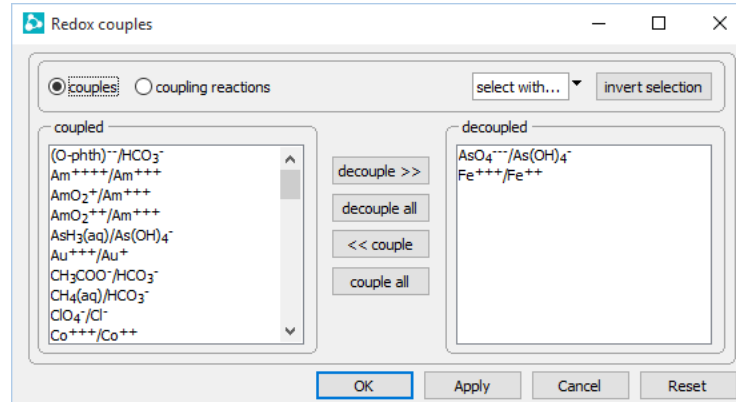 Redox couples
couples coupling reactions select with... invert selection
coupled
(O-phth)⁻⁻/HCO₃⁻
Am⁺⁺⁺⁺/Am⁺⁺⁺
AmO₂⁺/Am⁺⁺⁺
AmO₂⁺⁺/Am⁺⁺⁺
AsH₃(aq)/As(OH)₄⁻
Au⁺⁺⁺/Au⁺
CH₃COO⁻/HCO₃⁻
CH₄(aq)/HCO₃⁻
ClO₄⁻/Cl⁻
Co⁺⁺⁺/Co⁺⁺
decouple >>
decouple all
<< couple
couple all
decoupled
AsO₄⁻⁻⁻/As(OH)₄⁻
Fe⁺⁺⁺/Fe⁺⁺
OK Apply Cancel Reset